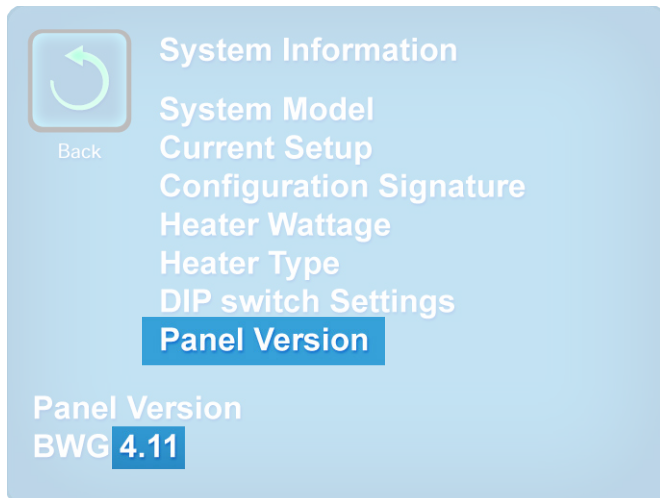 System Information
Back
System Model
Current Setup
Configuration Signature
Heater Wattage
Heater Type
DIP switch Settings
Panel Version
Panel Version
BWG 4.11